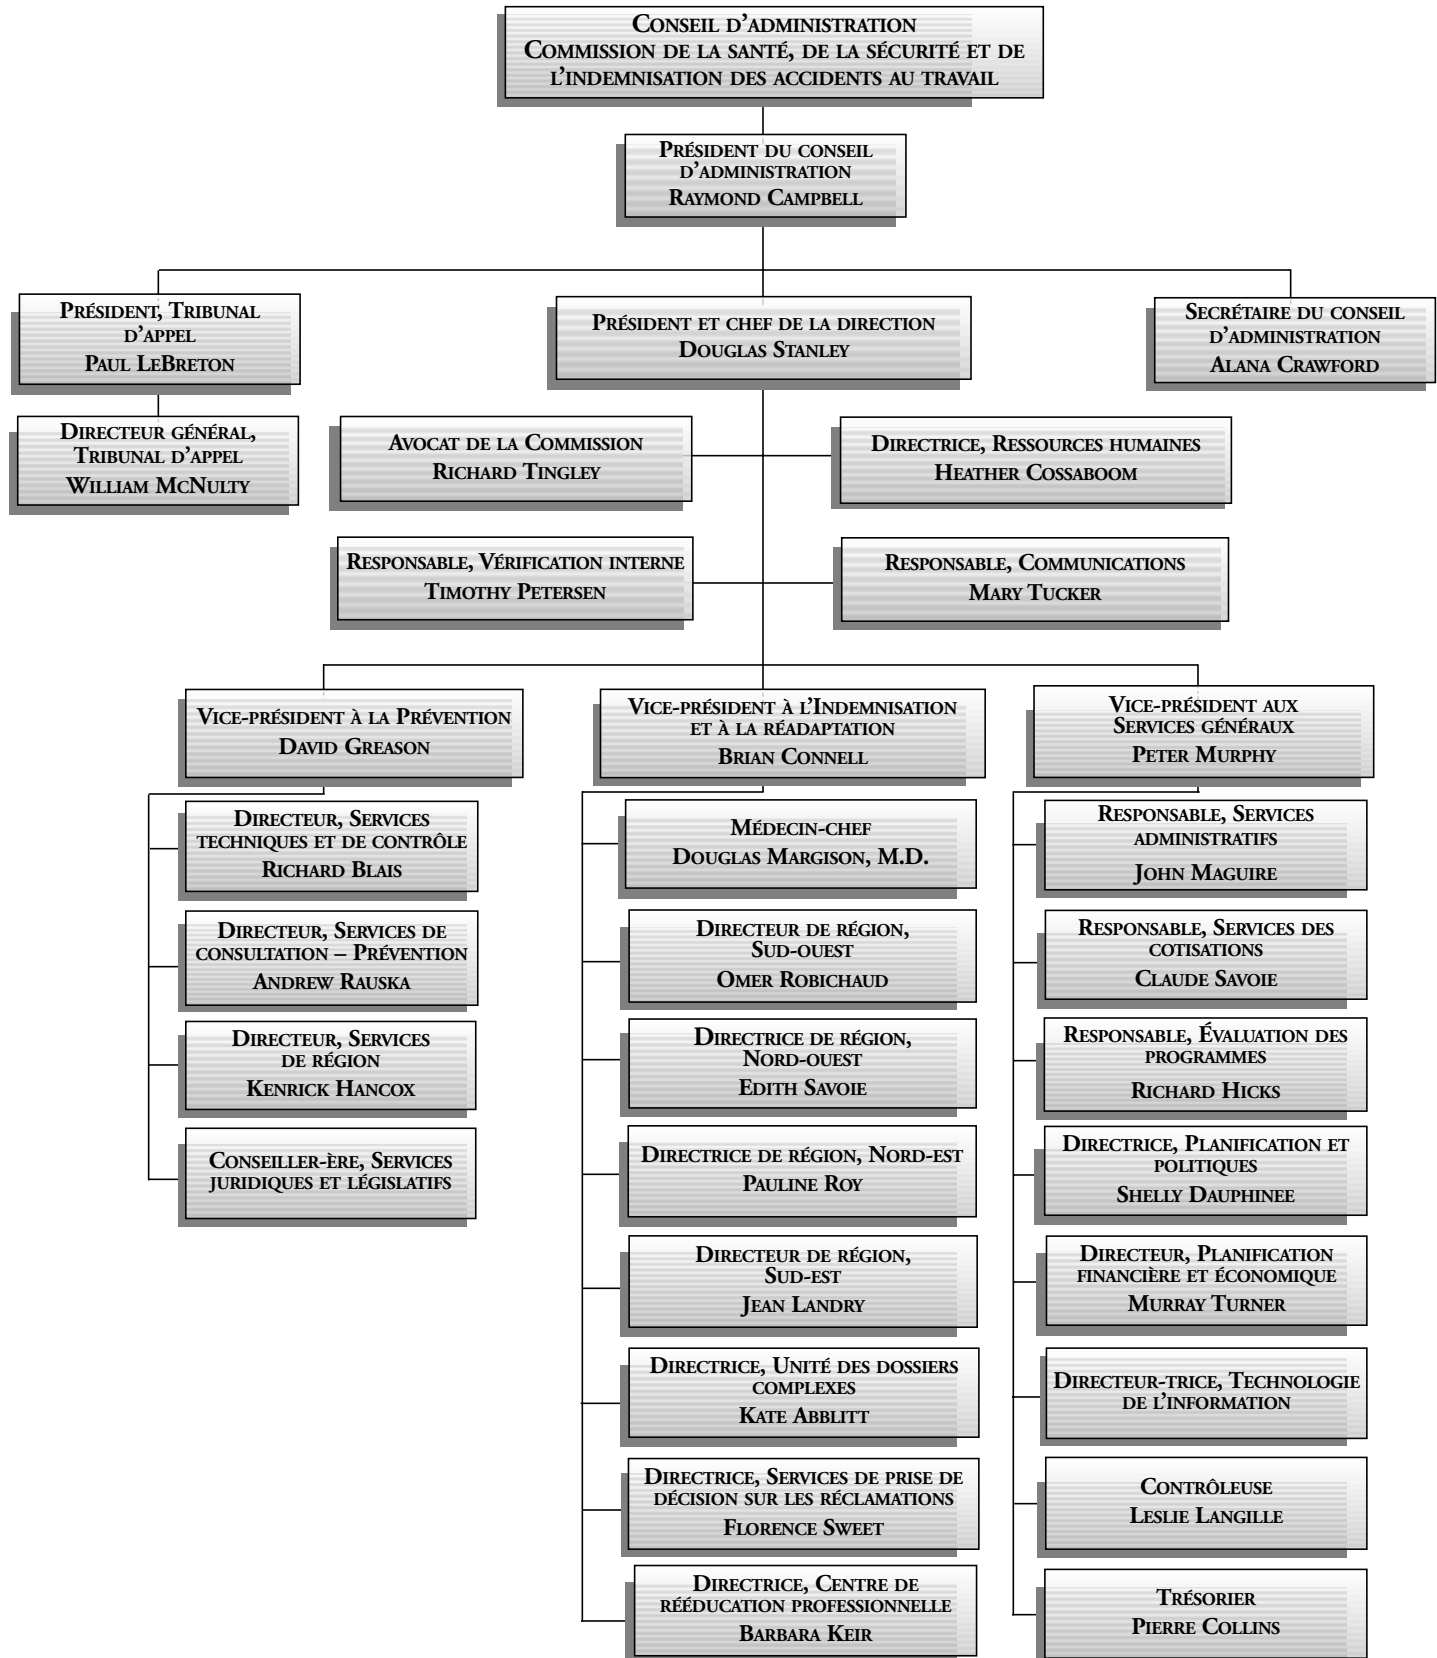 Conseil d'administration
Commission de la santé, de la sécurité et de
l'indemnisation des accidents au travail
Président du conseil
d'administration
Raymond Campbell
Président, Tribunal
d'appel
Paul LeBreton
Président et chef de la direction
Douglas Stanley
Secrétaire du conseil
d'administration
Alana Crawford
Directeur général,
Tribunal d'appel
William McNulty
Avocat de la Commission
Richard Tingley
Directrice, Ressources humaines
Heather Cossaboom
Responsable, Vérification interne
Timothy Petersen
Responsable, Communications
Mary Tucker
Vice-président à la Prévention
David Greason
Directeur, Services
techniques et de contrôle
Richard Blais
Directeur, Services de
consultation – Prévention
Andrew Rauska
Directeur, Services
de région
Kenrick Hancox
Conseiller-ère, Services
juridiques et législatifs
Vice-président à l'Indemnisation
et à la réadaptation
Brian Connell
Médecin-chef
Douglas Margison, M.D.
Directeur de région,
Sud-ouest
Omer Robichaud
Directrice de région,
Nord-ouest
Edith Savoie
Directrice de région, Nord-est
Pauline Roy
Directeur de région,
Sud-est
Jean Landry
Directrice, Unité des dossiers
complexes
Kate Abblitt
Directrice, Services de prise de
décision sur les réclamations
Florence Sweet
Directrice, Centre de
rééducation professionnelle
Barbara Keir
Vice-président aux
Services généraux
Peter Murphy
Responsable, Services
administratifs
John Maguire
Responsable, Services des
cotisations
Claude Savoie
Responsable, Évaluation des
programmes
Richard Hicks
Directrice, Planification et
politiques
Shelly Dauphinee
Directeur, Planification
financière et économique
Murray Turner
Directeur-trice, Technologie
de l'information
Contrôleuse
Leslie Langille
Trésorier
Pierre Collins